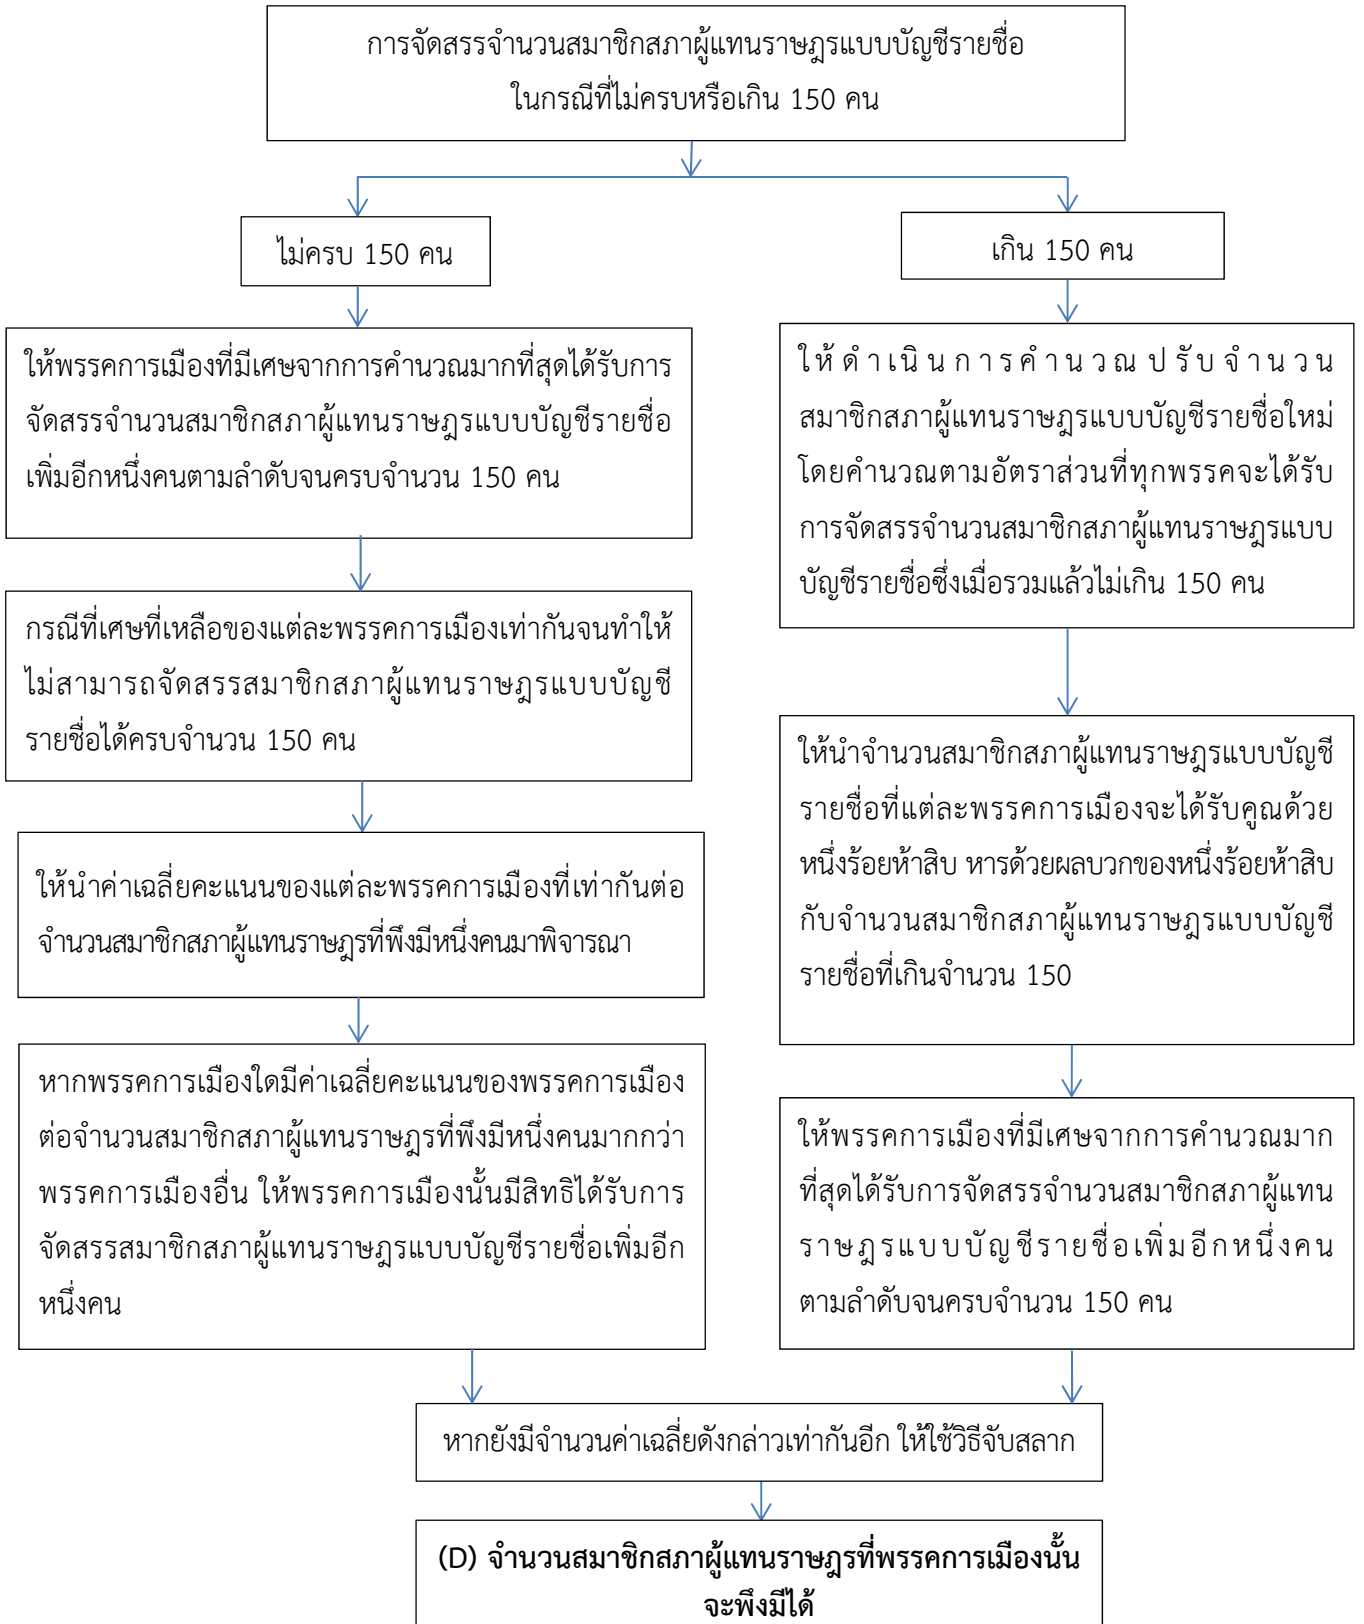 การจัดสรรจำนวนสมาชิกสภาผู้แทนราษฎรแบบบัญชีรายชื่อ
ในกรณีที่ไม่ครบหรือเกิน 150 คน
ไม่ครบ 150 คน
เกิน 150 คน
ให้พรรคการเมืองที่มีเศษจากการคำนวณมากที่สุดได้รับการ
จัดสรรจำนวนสมาชิกสภาผู้แทนราษฎรแบบบัญชีรายชื่อ
เพิ่มอีกหนึ่งคนตามลำดับจนครบจำนวน 150 คน
กรณีที่เศษที่เหลือของแต่ละพรรคการเมืองเท่ากันจนทำให้
ไม่สามารถจัดสรรสมาชิกสภาผู้แทนราษฎรแบบบัญชี
รายชื่อได้ครบจำนวน 150 คน
ให้นำค่าเฉลี่ยคะแนนของแต่ละพรรคการเมืองที่เท่ากันต่อ
จำนวนสมาชิกสภาผู้แทนราษฎรที่พึงมีหนึ่งคนมาพิจารณา
หากพรรคการเมืองใดมีค่าเฉลี่ยคะแนนของพรรคการเมือง
ต่อจำนวนสมาชิกสภาผู้แทนราษฎรที่พึงมีหนึ่งคนมากกว่า
พรรคการเมืองอื่น ให้พรรคการเมืองนั้นมีสิทธิได้รับการ
จัดสรรสมาชิกสภาผู้แทนราษฎรแบบบัญชีรายชื่อเพิ่มอีก
หนึ่งคน
ให้ดำเนินการคำนวณปรับจำนวน
สมาชิกสภาผู้แทนราษฎรแบบบัญชีรายชื่อใหม่
โดยคำนวณตามอัตราส่วนที่ทุกพรรคจะได้รับ
การจัดสรรจำนวนสมาชิกสภาผู้แทนราษฎรแบบ
บัญชีรายชื่อซึ่งเมื่อรวมแล้วไม่เกิน 150 คน
ให้นำจำนวนสมาชิกสภาผู้แทนราษฎรแบบบัญชี
รายชื่อที่แต่ละพรรคการเมืองจะได้รับคูณด้วย
หนึ่งร้อยห้าสิบ หารด้วยผลบวกของหนึ่งร้อยห้าสิบ
กับจำนวนสมาชิกสภาผู้แทนราษฎรแบบบัญชี
รายชื่อที่เกินจำนวน 150
ให้พรรคการเมืองที่มีเศษจากการคำนวณมาก
ที่สุดได้รับการจัดสรรจำนวนสมาชิกสภาผู้แทน
ราษฎรแบบบัญชีรายชื่อเพิ่มอีกหนึ่งคน
ตามลำดับจนครบจำนวน 150 คน
หากยังมีจำนวนค่าเฉลี่ยดังกล่าวเท่ากันอีก ให้ใช้วิธีจับสลาก
(D) จำนวนสมาชิกสภาผู้แทนราษฎรที่พรรคการเมืองนั้น
จะพึงมีได้